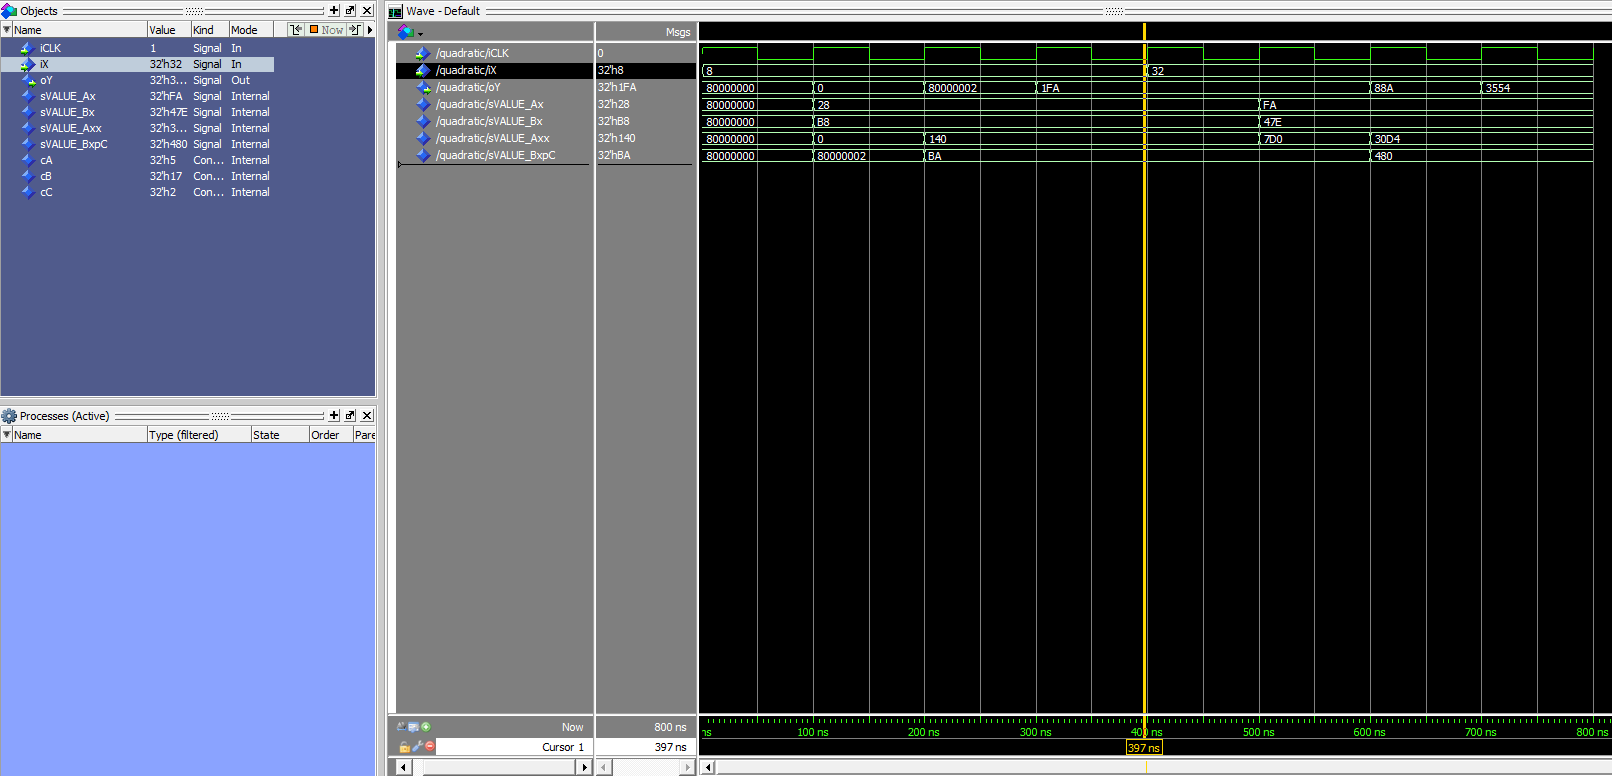 Objects
Name Value Kind Mode Now
iCLK 1 Signal In
iX 32'h32 Signal In
oY 32'h3... Signal Out
sVALUE_Ax 32'hFA Signal Internal
sVALUE_Bx 32'h47E Signal Internal
sVALUE_Axx 32'h3... Signal Internal
sVALUE_BxpC 32'h480 Signal Internal
cA 32'h5 Con... Internal
cB 32'h17 Con... Internal
cC 32'h2 Con... Internal
Processes (Active)
Name Type (filtered) State Order Pare
Wave - Default
Msgs
/quadratic/iCLK 0
/quadratic/iX 32'h8 8 32
/quadratic/oY 32'h1FA 80000000 0 80000002 1FA 88A 3554
/quadratic/sVALUE_Ax 32'h28 80000000 28 FA
/quadratic/sVALUE_Bx 32'hB8 80000000 B8 47E
/quadratic/sVALUE_Axx 32'h140 80000000 0 140 7D0 30D4
/quadratic/sVALUE_BxpC 32'hBA 80000000 80000002 BA 480
Now 800 ns ns 100 ns 200 ns 300 ns 400 ns 500 ns 600 ns 700 ns 800 ns
Cursor 1 397 ns 397 ns